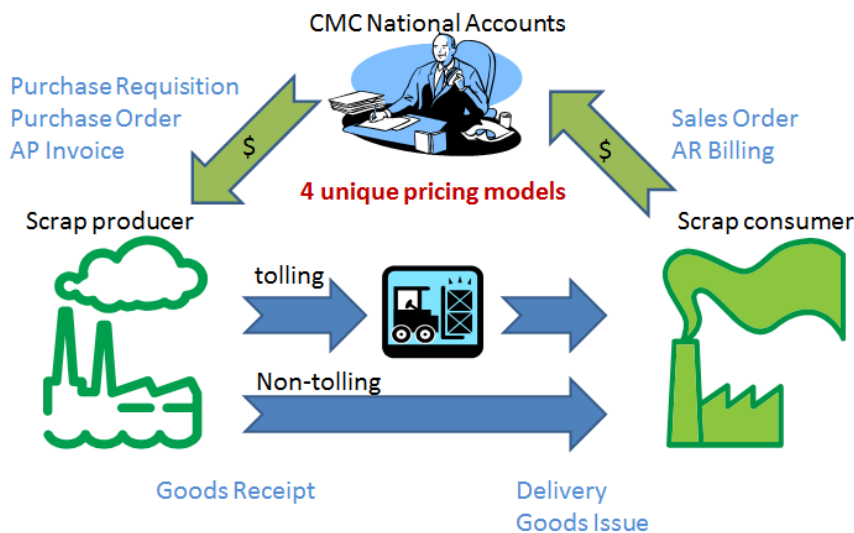 CMC National Accounts
Purchase Requisition
Purchase Order
AP Invoice
$
$
Sales Order
AR Billing
4 unique pricing models
Scrap producer
Scrap consumer
tolling
Non-tolling
Goods Receipt
Delivery
Goods Issue